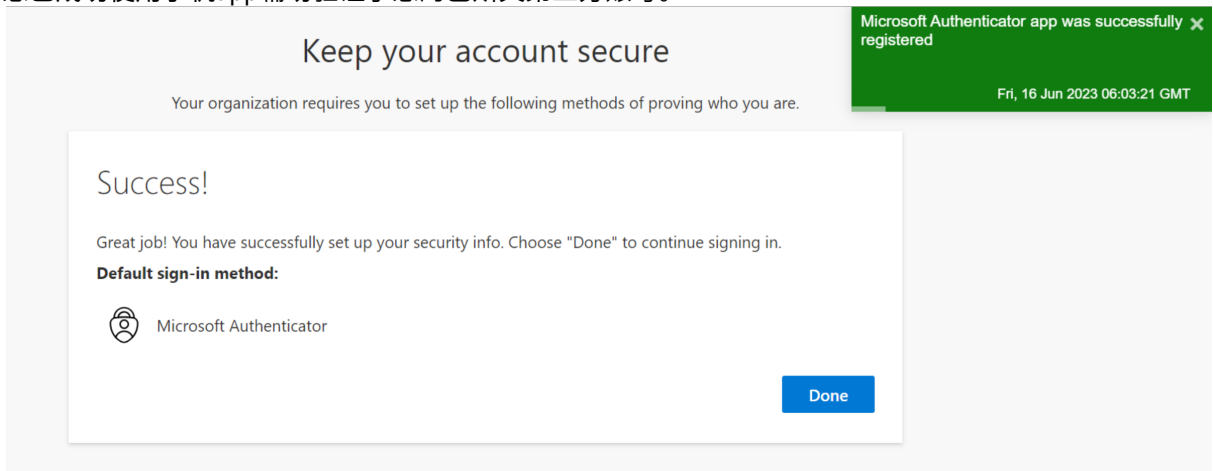 Microsoft Authenticator app was successfully
registered
Fri, 16 Jun 2023 06:03:21 GMT
Keep your account secure
Your organization requires you to set up the following methods of proving who you are.
Success!
Great job! You have successfully set up your security info. Choose "Done" to continue signing in.
Default sign-in method:
Microsoft Authenticator
Done